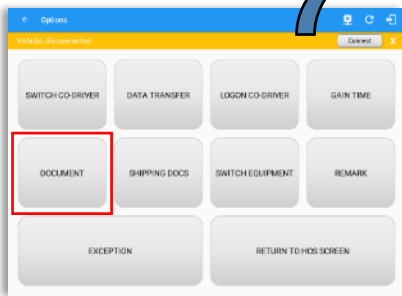 Options
Vehicle disconnected
Connect X
SWITCH CO-DRIVER DATA TRANSFER LOGON CO-DRIVER GAIN TIME
DOCUMENT SHIPPING DOCS SWITCH EQUIPMENT REMARK
EXCEPTION RETURN TO HOS SCREEN